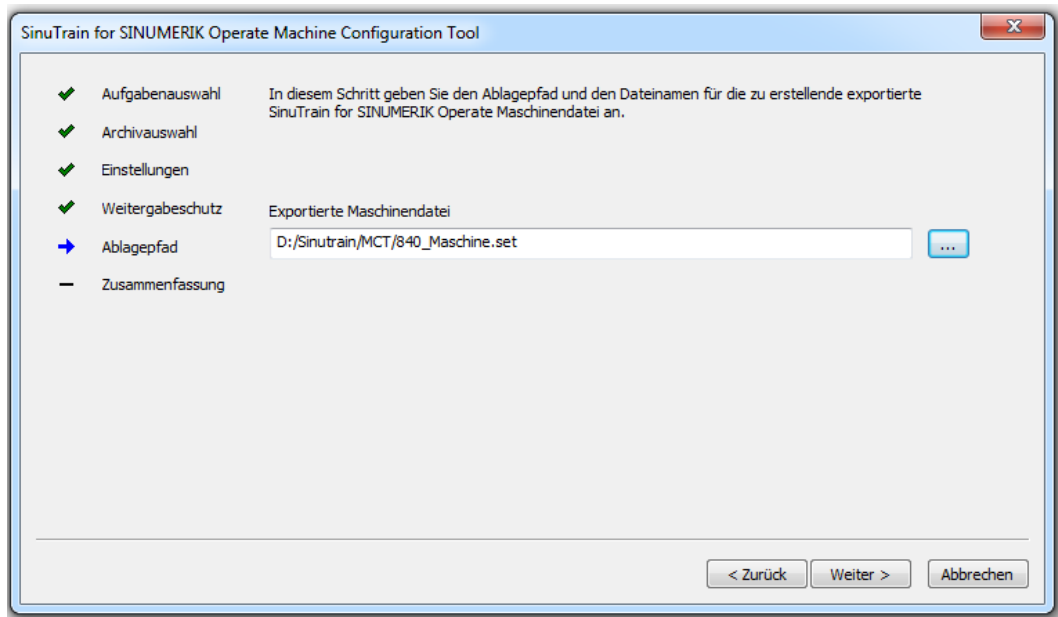 SinuTrain for SINUMERIK Operate Machine Configuration Tool
Aufgabenauswahl
Archivauswahl
Einstellungen
Weitergabeschutz
Ablagepfad
Zusammenfassung
In diesem Schritt geben Sie den Ablagepfad und den Dateinamen für die zu erstellende exportierte
SinuTrain for SINUMERIK Operate Maschinendatei an.
Exportierte Maschinendatei
D:/Sinutrain/MCT/840_Maschine.set
...
< Zurück
Weiter >
Abbrechen